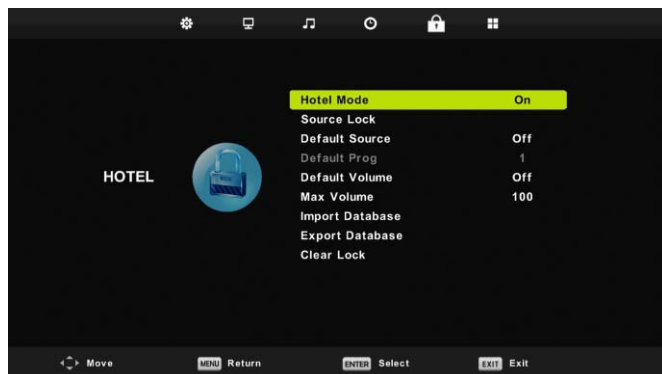 Hotel Mode On
Source Lock
Default Source Off
Default Prog 1
HOTEL
Default Volume Off
Max Volume 100
Import Database
Export Database
Clear Lock
Move MENU Return ENTER Select EXIT Exit